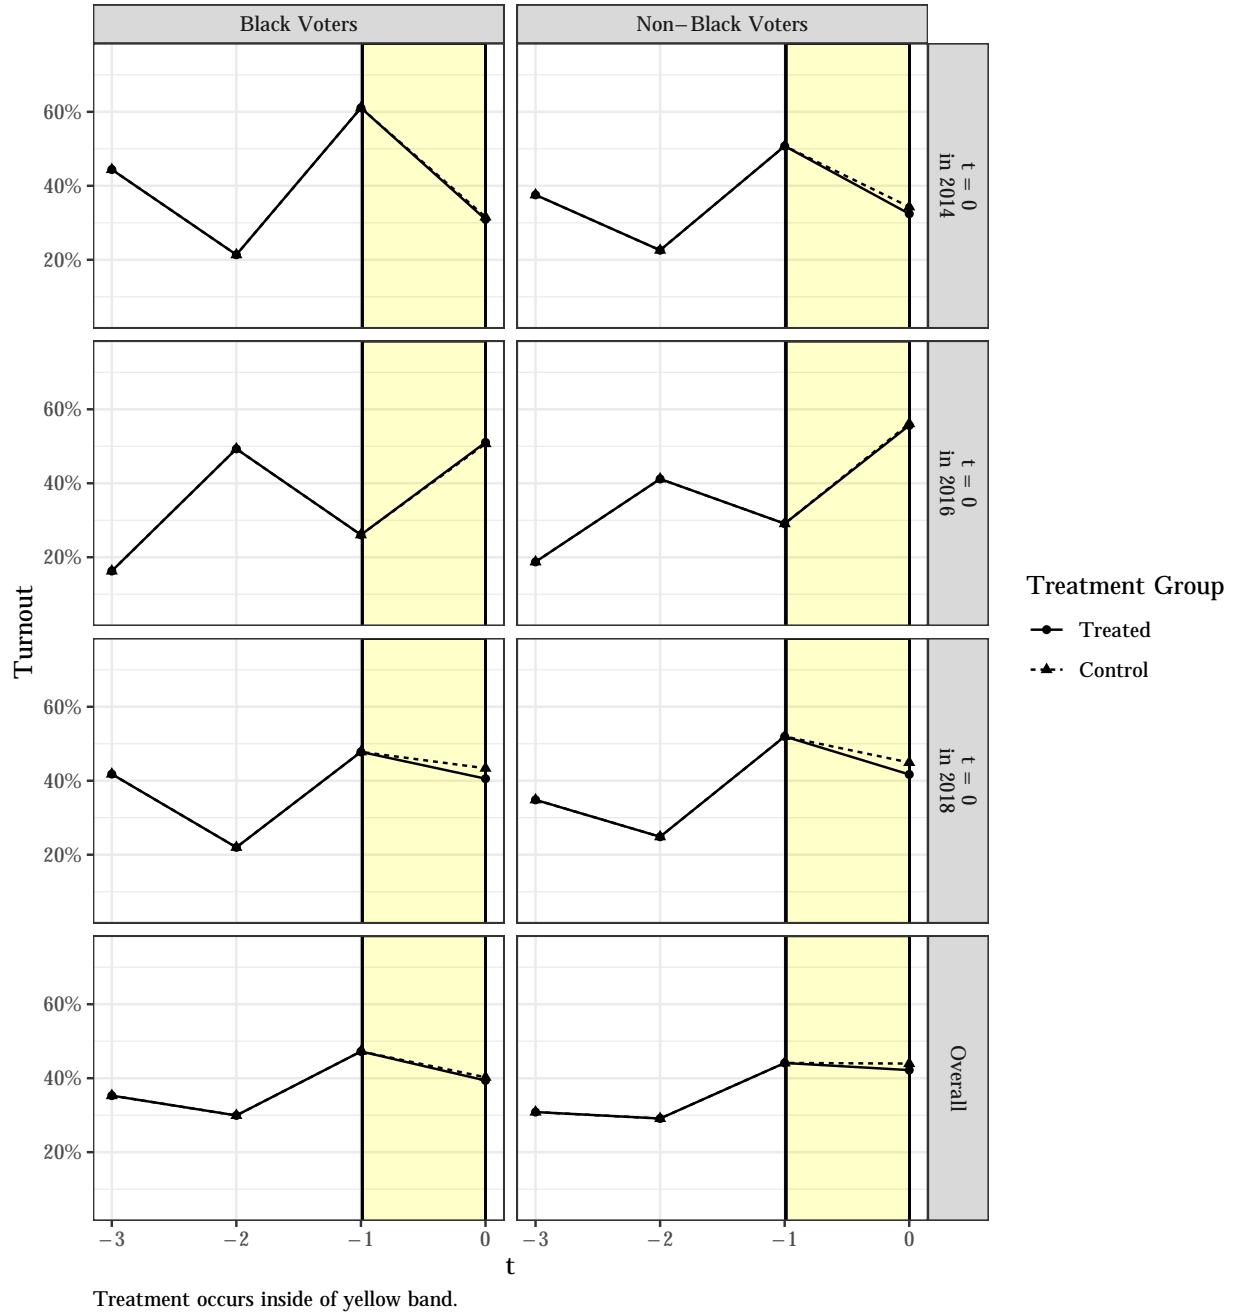 Black Voters
Non−Black Voters
60%
40%
20%
t = 0
in 2014
60%
40%
20%
t = 0
in 2016
60%
40%
20%
t = 0
in 2018
60%
40%
20%
Overall
Turnout
−3
−2
−1
0
−3
−2
−1
0
t
Treatment Group
Treated
Control
Treatment occurs inside of yellow band.